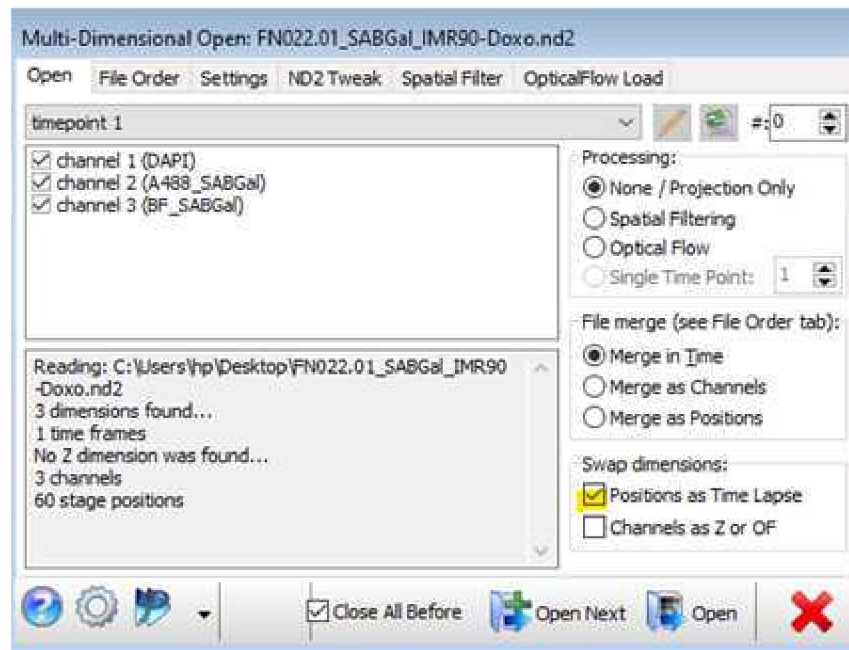 Multi-Dimensional Open: FN022.01_SABGal_IMR90-Doxo.nd2
Open File Order Settings ND2 Tweak Spatial Filter OpticalFlow Load
timepoint 1
#: 0
channel 1 (DAPI)
channel 2 (A488_SABGal)
channel 3 (BF_SABGal)
Processing:
None / Projection Only
Spatial Filtering
Optical Flow
Single Time Point: 1
File merge (see File Order tab):
Merge in Time
Merge as Channels
Merge as Positions
Reading: C:\Users\hp\Desktop\FN022.01_SABGal_IMR90
-Doxo.nd2
3 dimensions found...
1 time frames
No Z dimension was found...
3 channels
60 stage positions
Swap dimensions:
Positions as Time Lapse
Channels as Z or OF
Close All Before Open Next Open